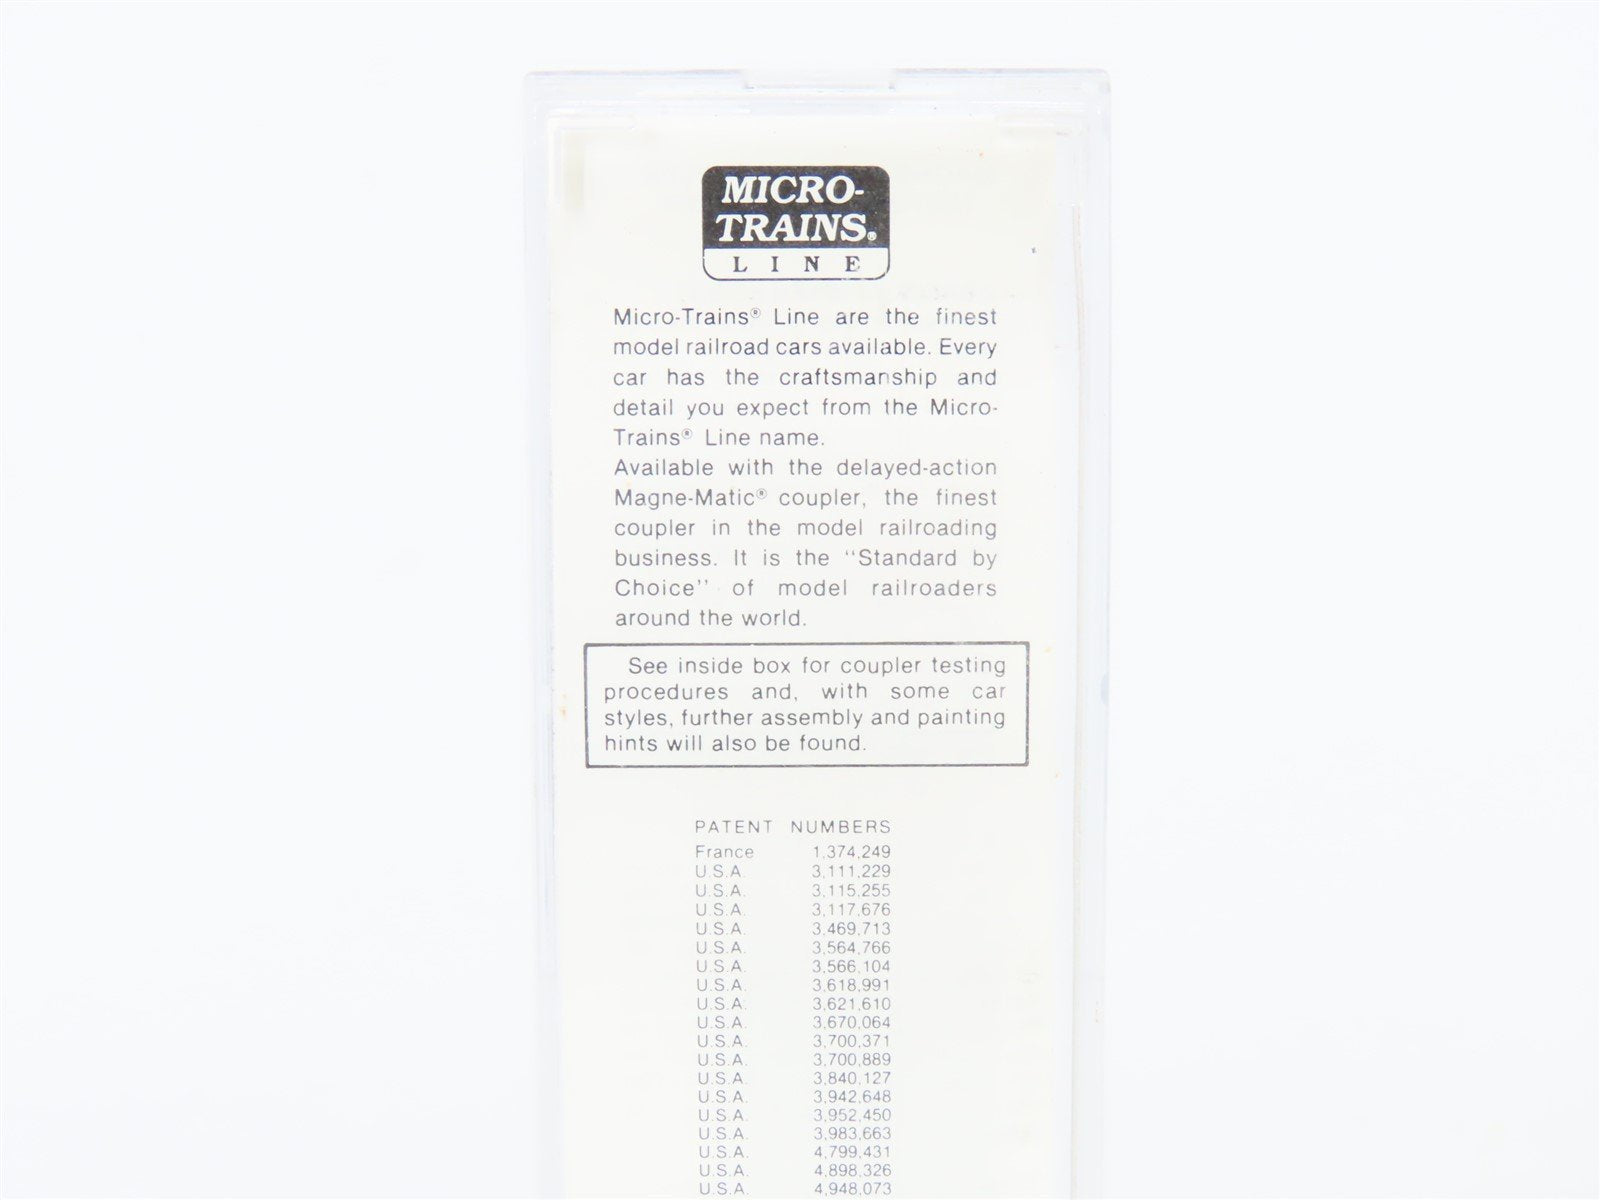 MICRO-
TRAINS®
LINE
Micro-Trains® Line are the finest
model railroad cars available. Every
car has the craftsmanship and
detail you expect from the Micro-
Trains® Line name.
Available with the delayed-action
Magne-Matic® coupler, the finest
coupler in the model railroading
business. It is the "Standard by
Choice" of model railroaders
around the world.
See inside box for coupler testing
procedures and, with some car
styles, further assembly and painting
hints will also be found.
PATENT NUMBERS
France 1,374,249
U.S.A. 3,111,229
U.S.A. 3,115,255
U.S.A. 3,117,676
U.S.A. 3,469,713
U.S.A. 3,564,766
U.S.A. 3,566,104
U.S.A. 3,618,991
U.S.A. 3,621,610
U.S.A. 3,670,064
U.S.A. 3,700,371
U.S.A. 3,700,889
U.S.A. 3,840,127
U.S.A. 3,942,648
U.S.A. 3,952,450
U.S.A. 3,983,663
U.S.A. 4,799,431
U.S.A. 4,898,326
U.S.A. 4,948,073